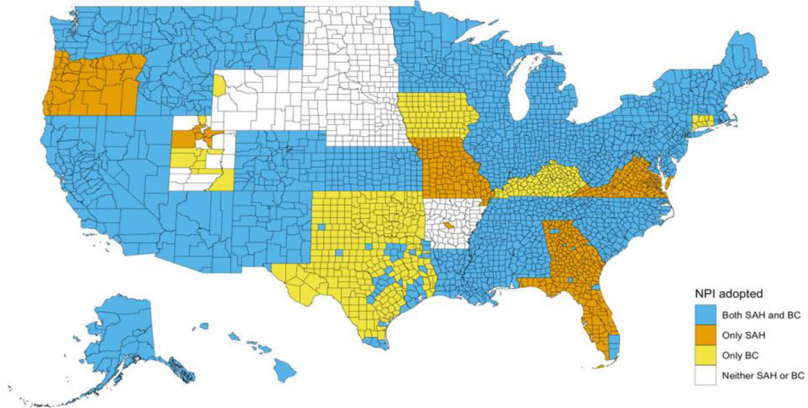 NPI adopted
Both SAH and BC
Only SAH
Only BC
Neither SAH or BC